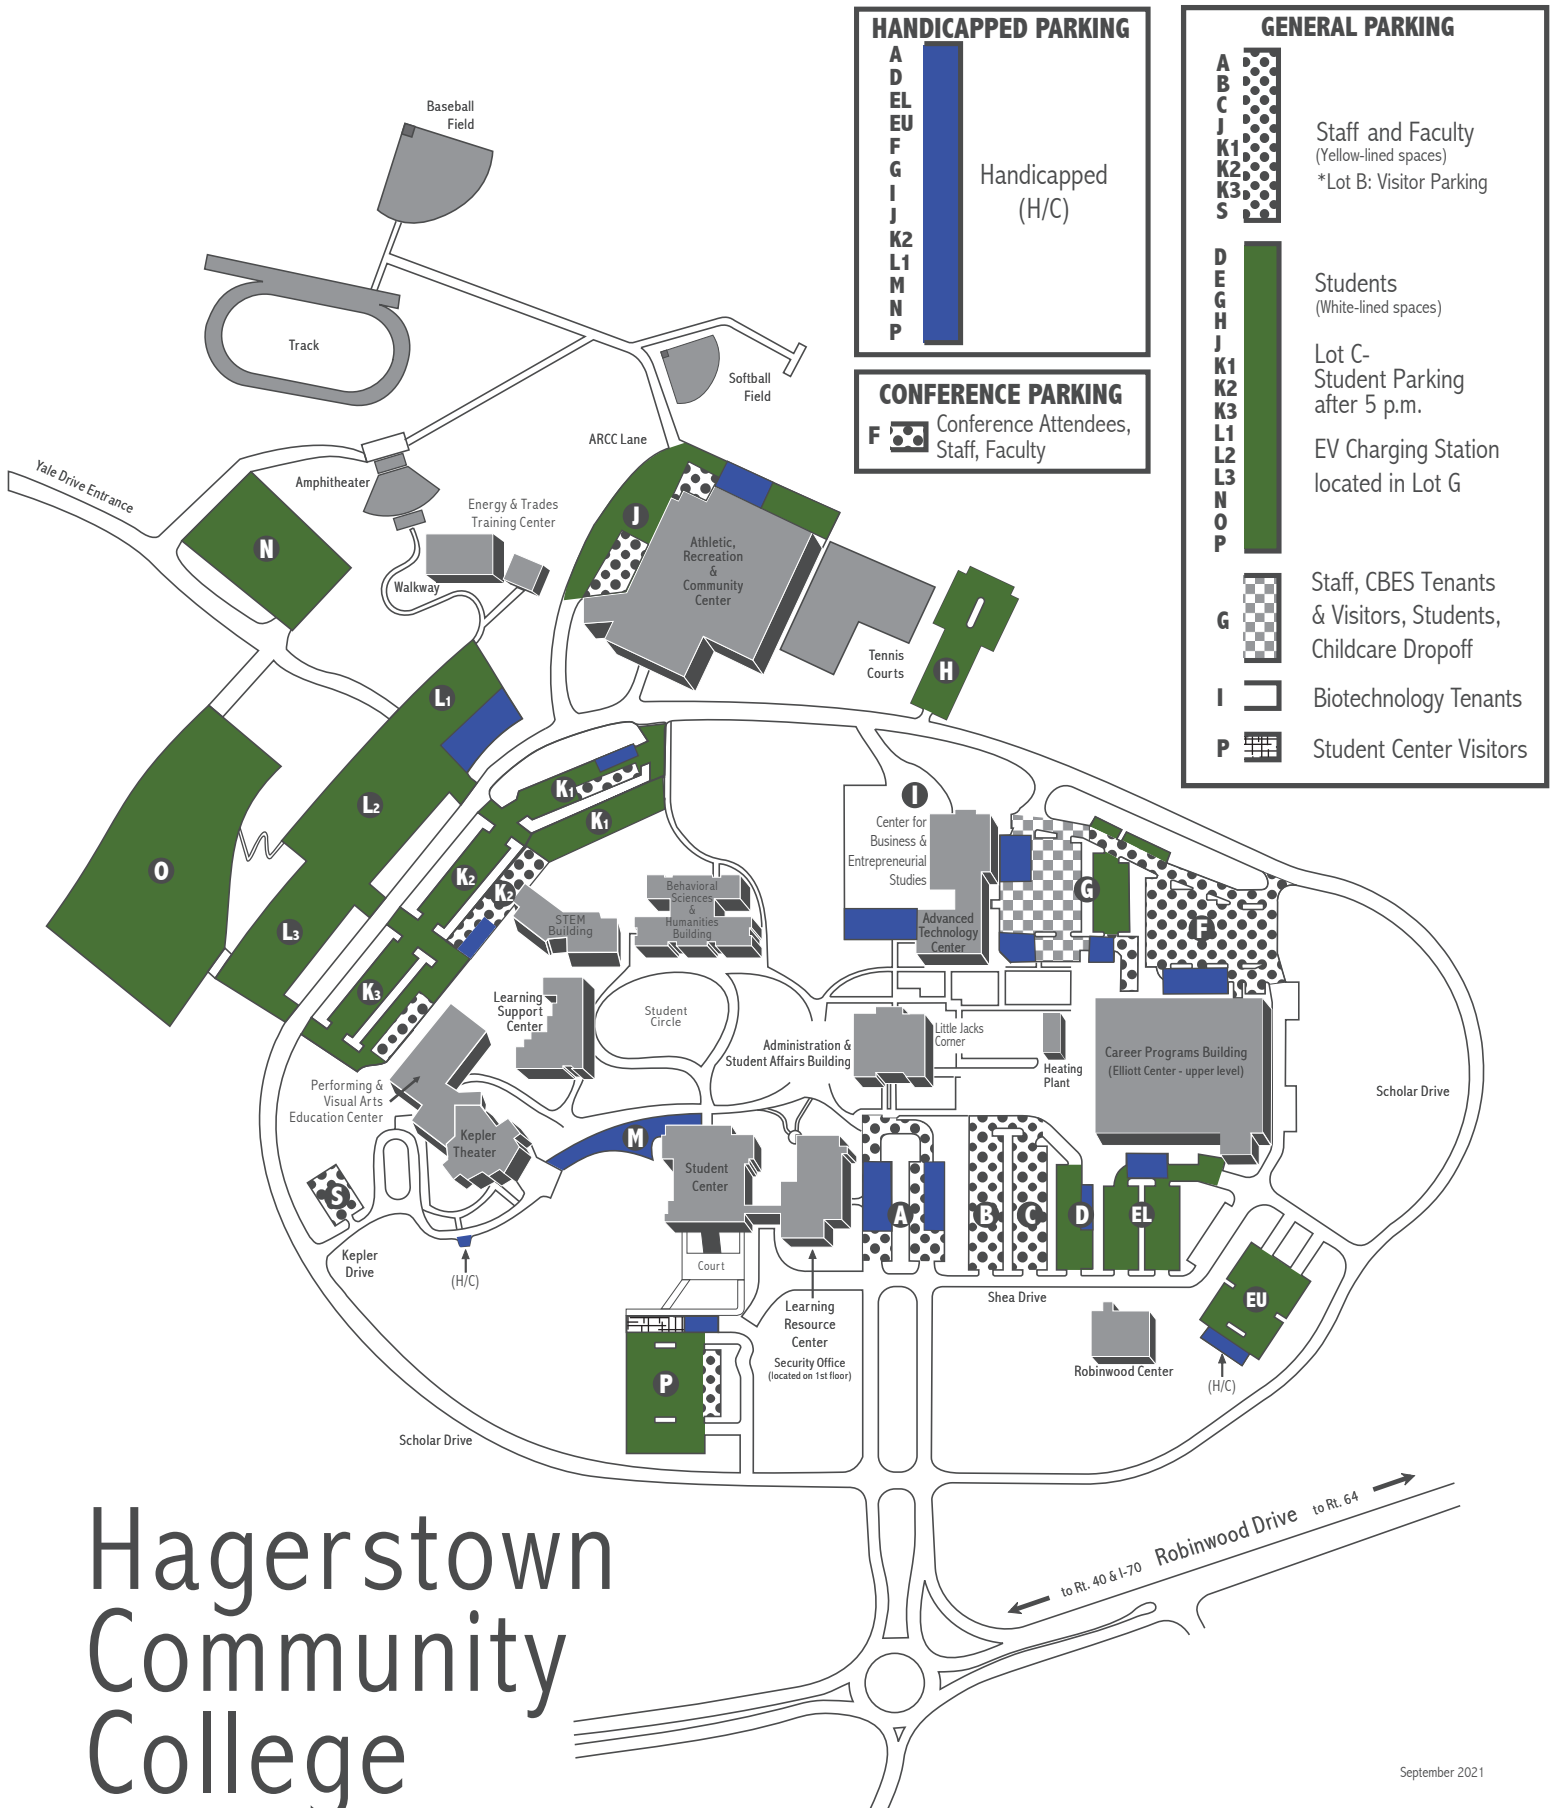 HANDICAPPED PARKING
A
D
EL
EU
F
G
I
J
K2
L1
M
N
P
Handicapped
(H/C)
CONFERENCE PARKING
F
Conference Attendees,
Staff, Faculty
GENERAL PARKING
A
B
C
J
K1
K2
K3
S
Staff and Faculty
(Yellow-lined spaces)
*Lot B: Visitor Parking
D
E
G
H
J
K1
K2
K3
L1
L2
L3
N
O
P
Students
(White-lined spaces)
Lot C-
Student Parking
after 5 p.m.
EV Charging Station
located in Lot G
G
Staff, CBES Tenants
& Visitors, Students,
Childcare Dropoff
I
Biotechnology Tenants
P
Student Center Visitors
Baseball
Field
Track
Softball
Field
ARCC Lane
Yale Drive Entrance
Amphitheater
Energy & Trades
Training Center
Walkway
N
J
Athletic,
Recreation
&
Community
Center
Tennis
Courts
H
L1
L2
L3
O
K1
K1
K2
K2
K3
STEM
Building
Behavioral
Sciences
&
Humanities
Building
I
Center for
Business &
Entrepreneurial
Studies
Advanced
Technology
Center
G
F
Learning
Support
Center
Student
Circle
Administration &
Student Affairs Building
Little Jacks
Corner
Heating
Plant
Career Programs Building
(Elliott Center - upper level)
Scholar Drive
Performing &
Visual Arts
Education Center
Kepler
Theater
M
Student
Center
S
Kepler
Drive
(H/C)
Court
A
B
C
D
EL
EU
Shea Drive
Learning
Resource
Center
Security Office
(located on 1st floor)
Robinwood Center
(H/C)
P
Scholar Drive
Robinwood Drive
to Rt. 64
to Rt. 40 & I-70
Hagerstown
Community
College
September 2021